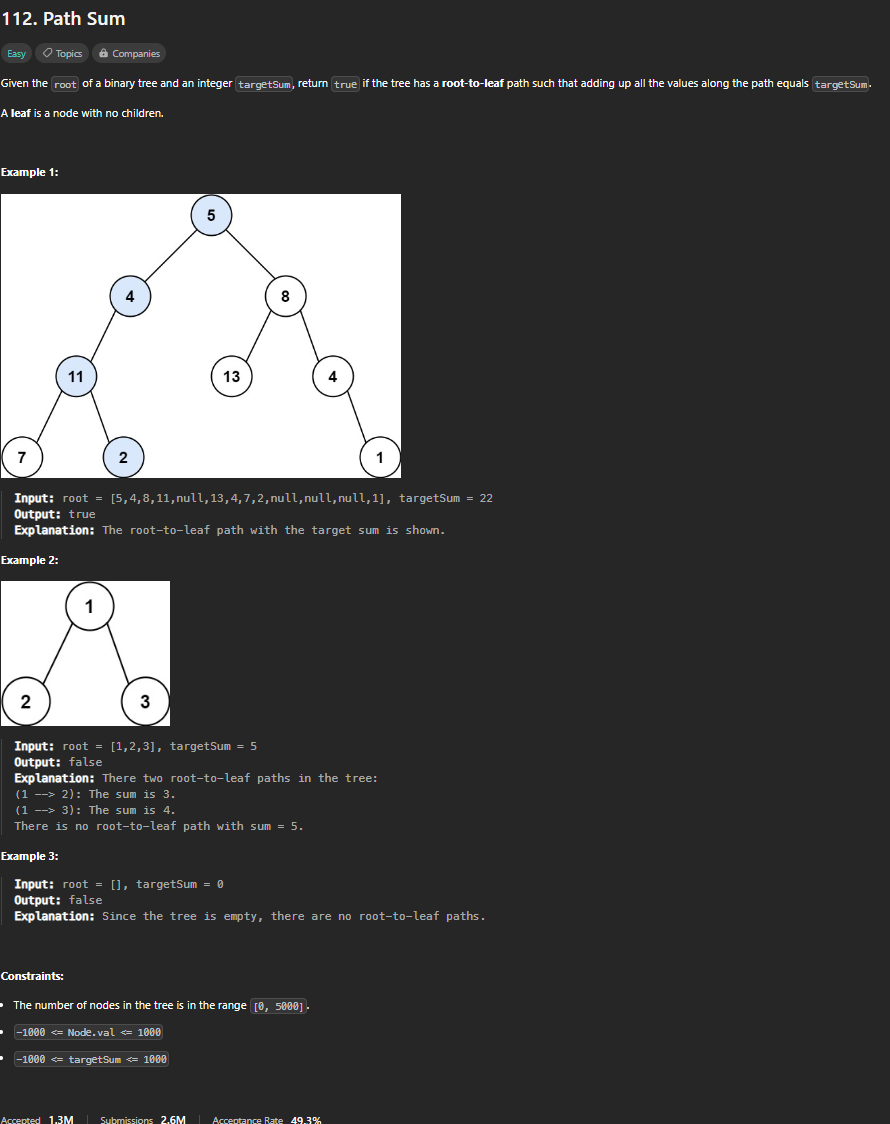 112. Path Sum
Easy Topics Companies
Given the root of a binary tree and an integer targetSum, return true if the tree has a root-to-leaf path such that adding up all the values along the path equals targetSum.
A leaf is a node with no children.
Example 1:
5
4 8
11 13 4
7 2 1
Input: root = [5,4,8,11,null,13,4,7,2,null,null,null,1], targetSum = 22
Output: true
Explanation: The root-to-leaf path with the target sum is shown.
Example 2:
1
2 3
Input: root = [1,2,3], targetSum = 5
Output: false
Explanation: There two root-to-leaf paths in the tree:
(1 --> 2): The sum is 3.
(1 --> 3): The sum is 4.
There is no root-to-leaf path with sum = 5.
Example 3:
Input: root = [], targetSum = 0
Output: false
Explanation: Since the tree is empty, there are no root-to-leaf paths.
Constraints:
• The number of nodes in the tree is in the range [0, 5000].
• -1000 <= Node.val <= 1000
• -1000 <= targetSum <= 1000
Accepted 1.3M | Submissions 2.6M | Acceptance Rate 49.3%